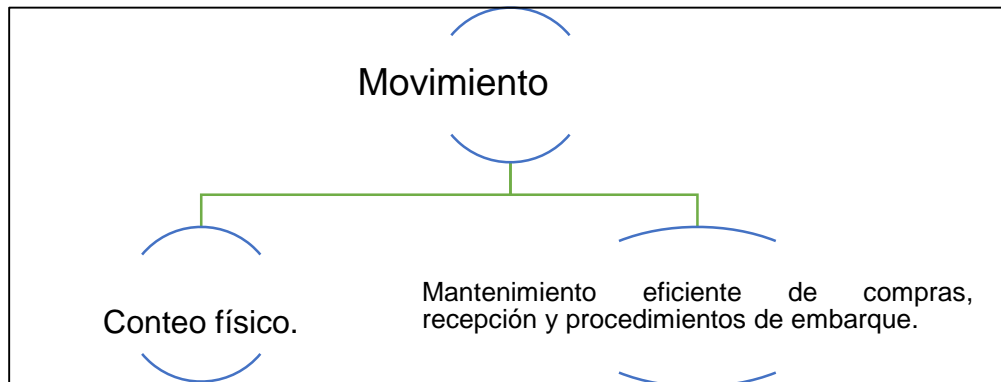 Movimiento
Conteo físico.
Mantenimiento eficiente de compras,
recepción y procedimientos de embarque.